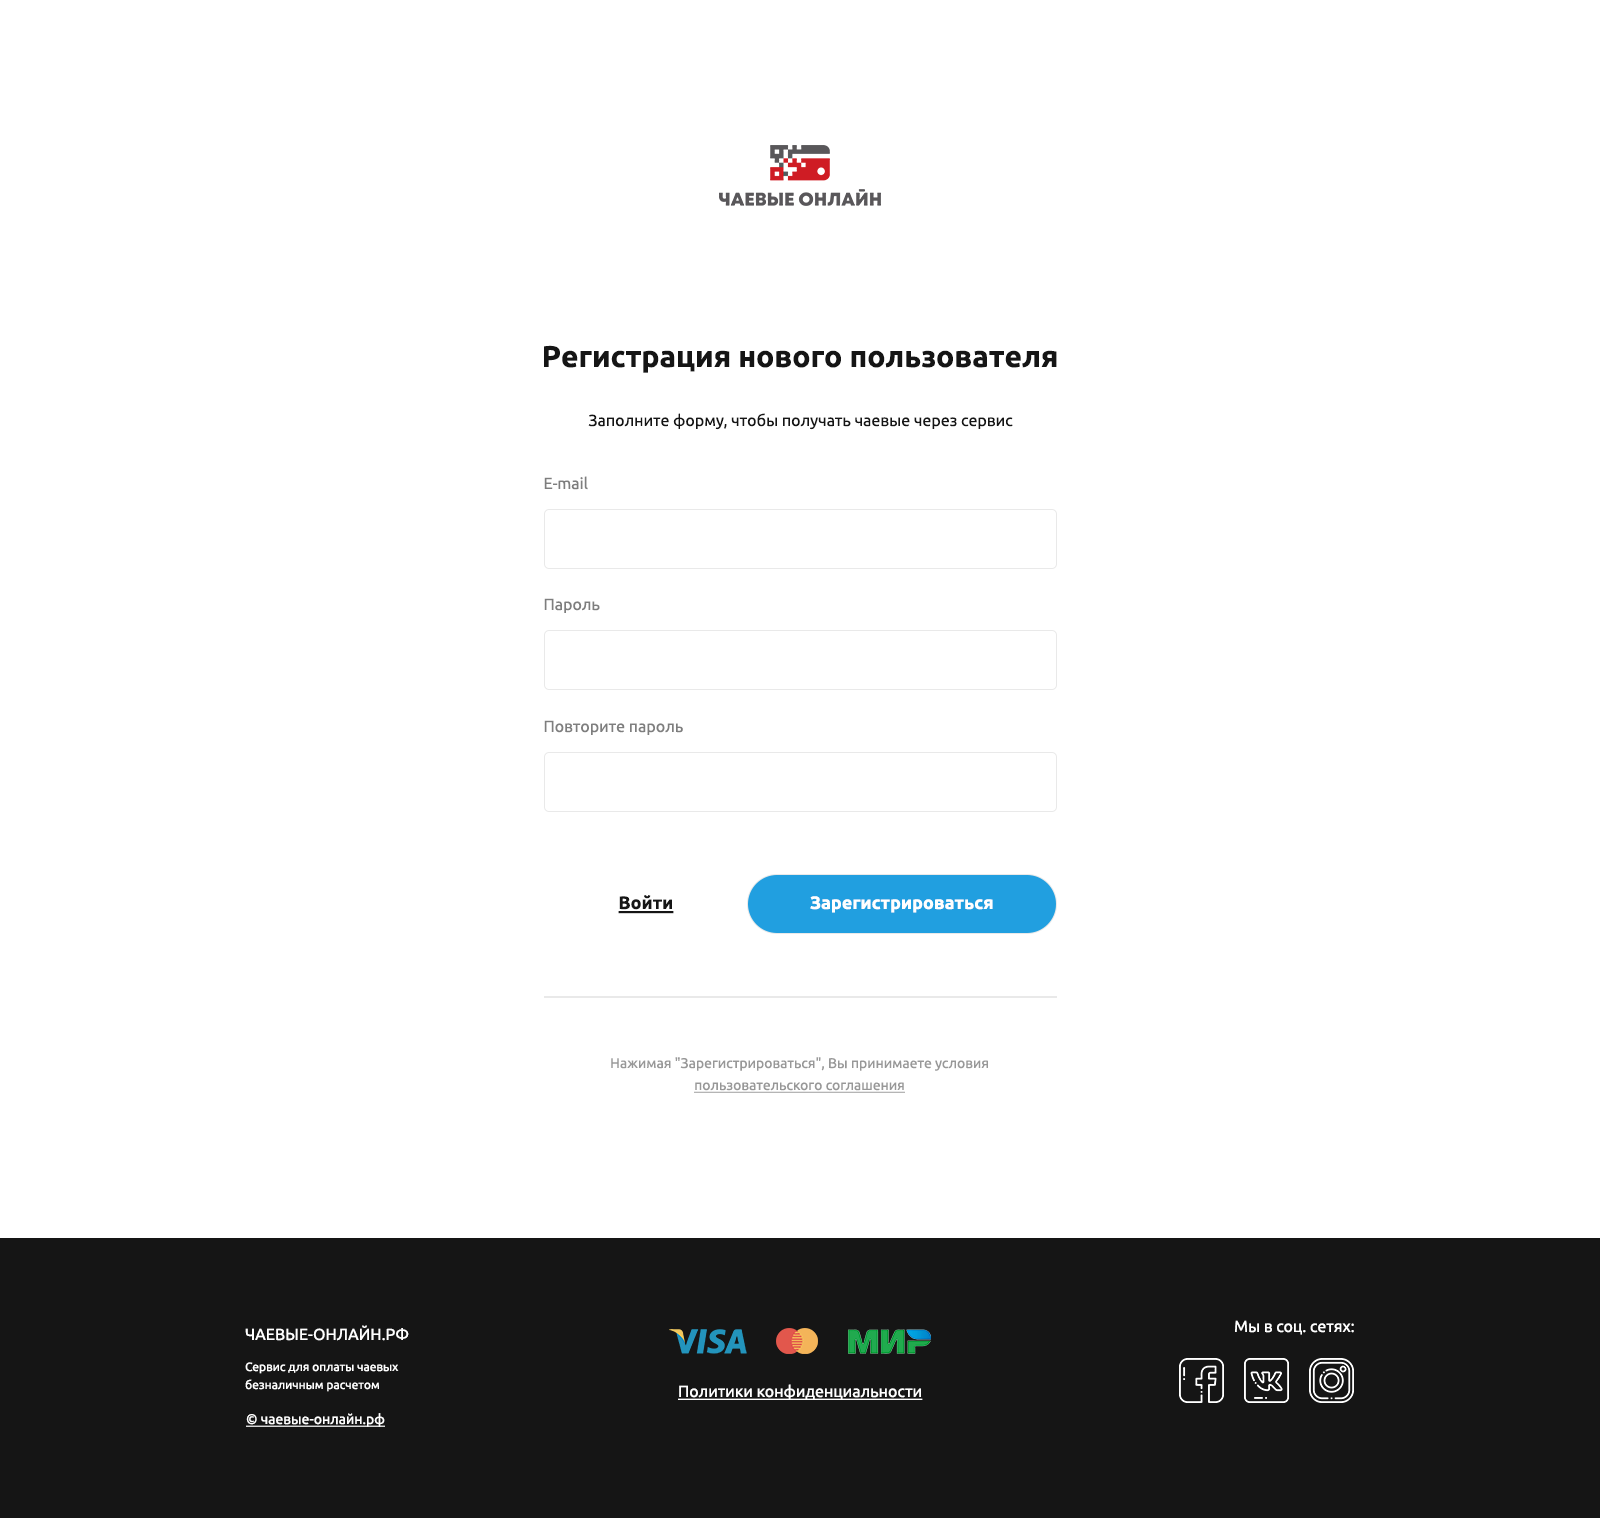 ЧАЕВЫЕ ОНЛАЙН
Регистрация нового пользователя
Заполните форму, чтобы получать чаевые через сервис
E-mail
Пароль
Повторите пароль
Войти
Зарегистрироваться
Нажимая "Зарегистрироваться", Вы принимаете условия
пользовательского соглашения
ЧАЕВЫЕ-ОНЛАЙН.РФ
Сервис для оплаты чаевых
безналичным расчетом
© чаевые-онлайн.рф
VISA
МИР
Политики конфиденциальности
Мы в соц. сетях: